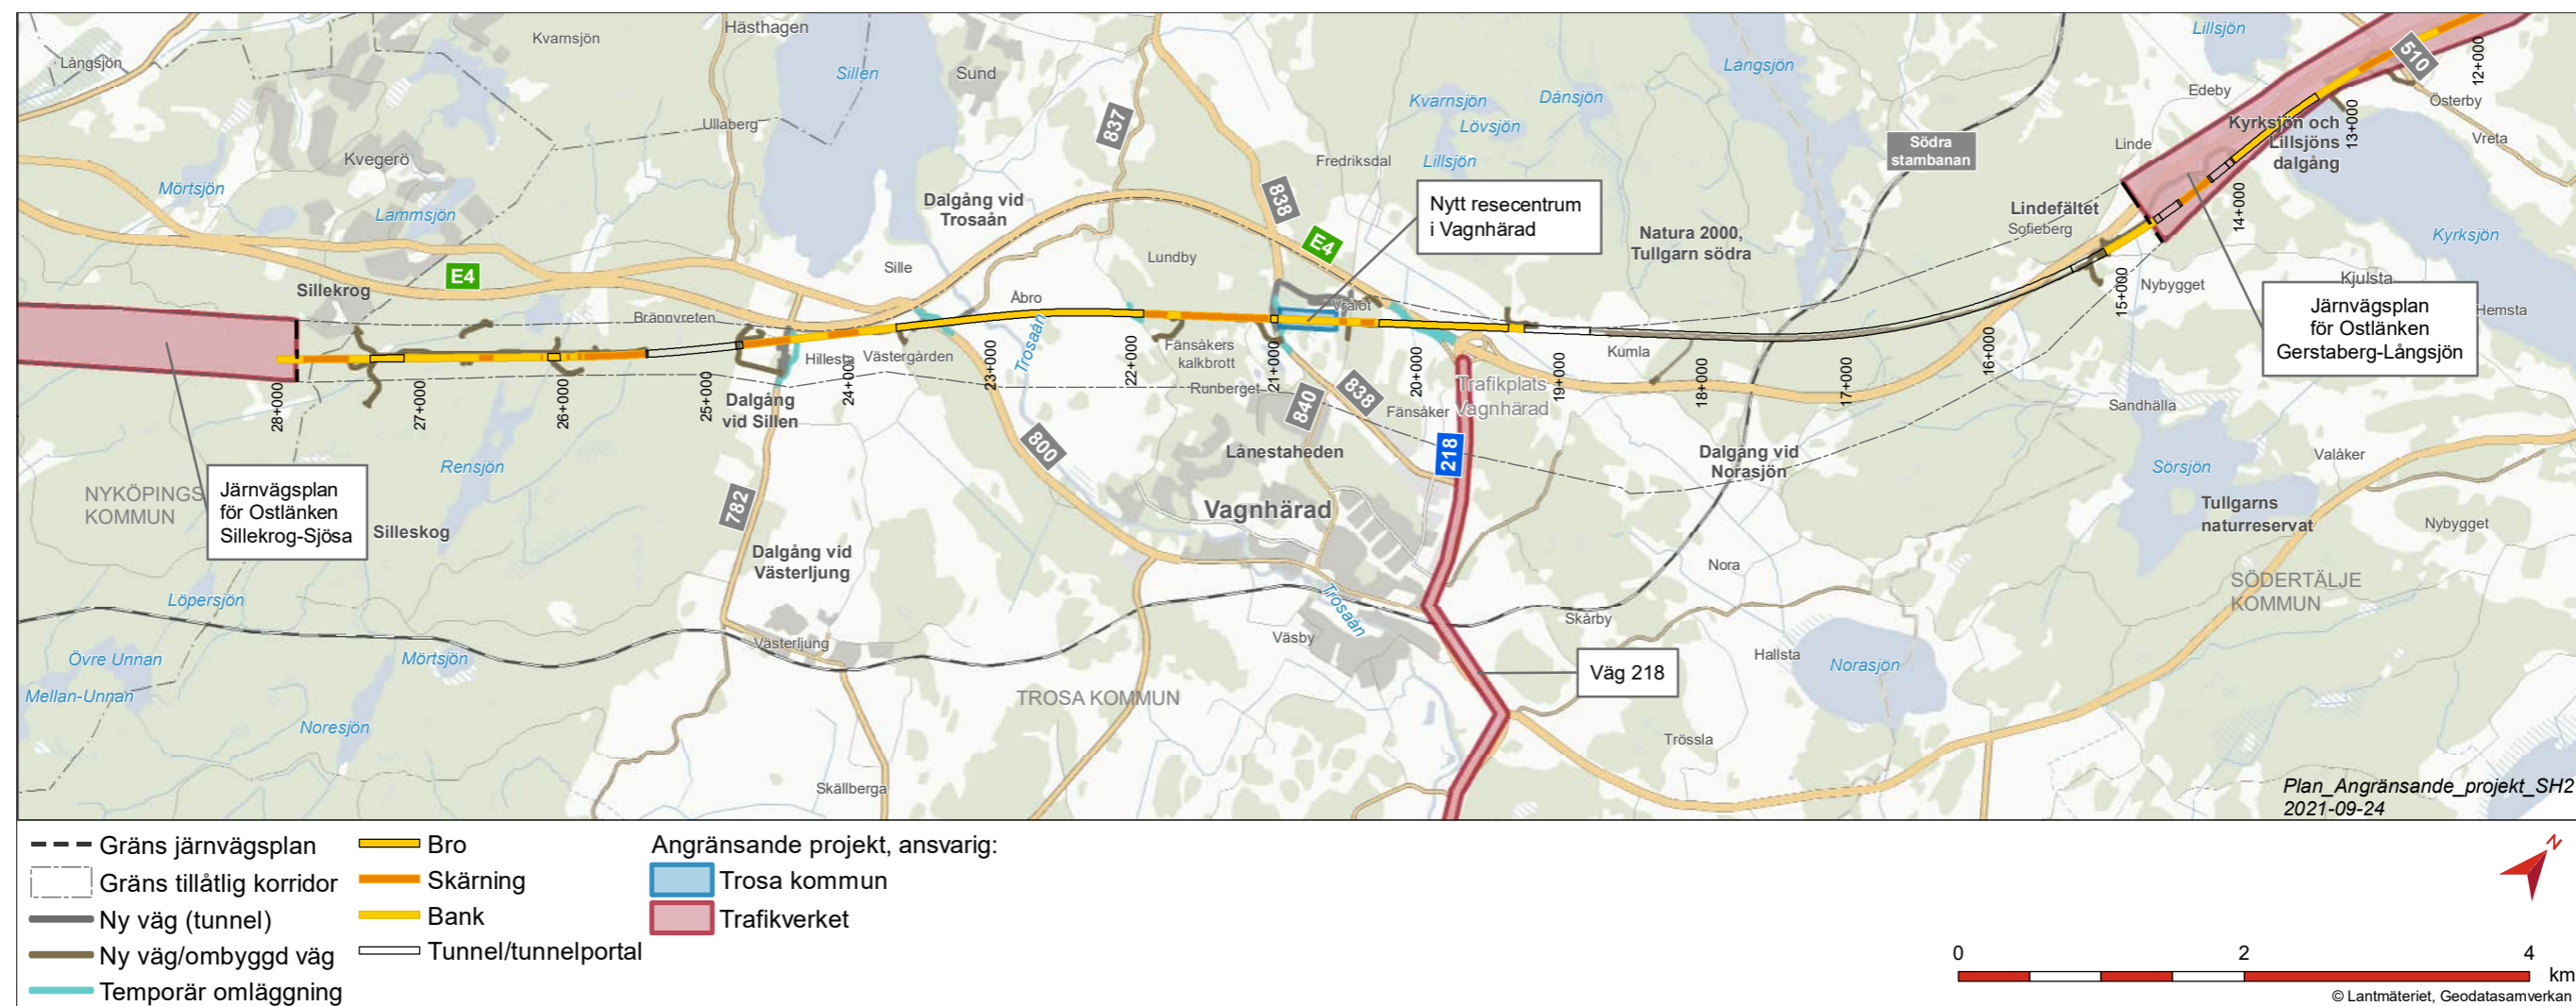 Långsjön
Kvarnsjön
Hästhagen
Sillen
Sund
837
Långsjön
Kvarnsjön
Dånsjön
Lövsjön
Lillsjön
Lillsjön
510
12+000
Edeby
Österby
Vreta
13+000
Kyrksjön och
Lillsjöns
dalgång
Linde
14+000
Kyrksjön
Ullaberg
Kvegerö
Mörtsjön
Lammsjön
Dalgång vid
Trosaån
838
Fredriksdal
Södra
stambanan
Nytt resecentrum
i Vagnhärad
Natura 2000,
Tullgarn södra
Lindefältet
Sofieberg
E4
E4
Sillekrog
Brännvreten
Sille
Åbro
Lundby
Trosaån
Nybygget
15+000
Kjulsta
Hemsta
Järnvägsplan
för Ostlänken
Gerstaberg-Långsjön
Hillesta
Västergården
Fänsåkers
kalkbrott
Runberget
Kumla
28+000
27+000
26+000
25+000
24+000
23+000
22+000
21+000
20+000
19+000
18+000
17+000
16+000
Dalgång
vid Sillen
840
838
Fänsåker
Trafikplats
Vagnhärad
Sandhälla
800
Lånestaheden
218
Dalgång vid
Norasjön
Rensjön
Sörsjön
Valåker
NYKÖPINGS
KOMMUN
Järnvägsplan
för Ostlänken
Sillekrog-Sjösa
Silleskog
782
Vagnhärad
Tullgarns
naturreservat
Nybygget
Dalgång vid
Västerljung
Nora
SÖDERTÄLJE
KOMMUN
Löpersjön
Trosaån
Skårby
Västerljung
Väsby
Övre Unnan
Mörtsjön
Hallsta
Norasjön
Väg 218
Mellan-Unnan
TROSA KOMMUN
Noresjön
Trössla
Skällberga
Plan_Angränsande_projekt_SH2
2021-09-24
Gräns järnvägsplan
Gräns tillåtlig korridor
Ny väg (tunnel)
Ny väg/ombyggd väg
Temporär omläggning
Bro
Skärning
Bank
Tunnel/tunnelportal
Angränsande projekt, ansvarig:
Trosa kommun
Trafikverket
N
0 2 4
km
© Lantmäteriet, Geodatasamverkan